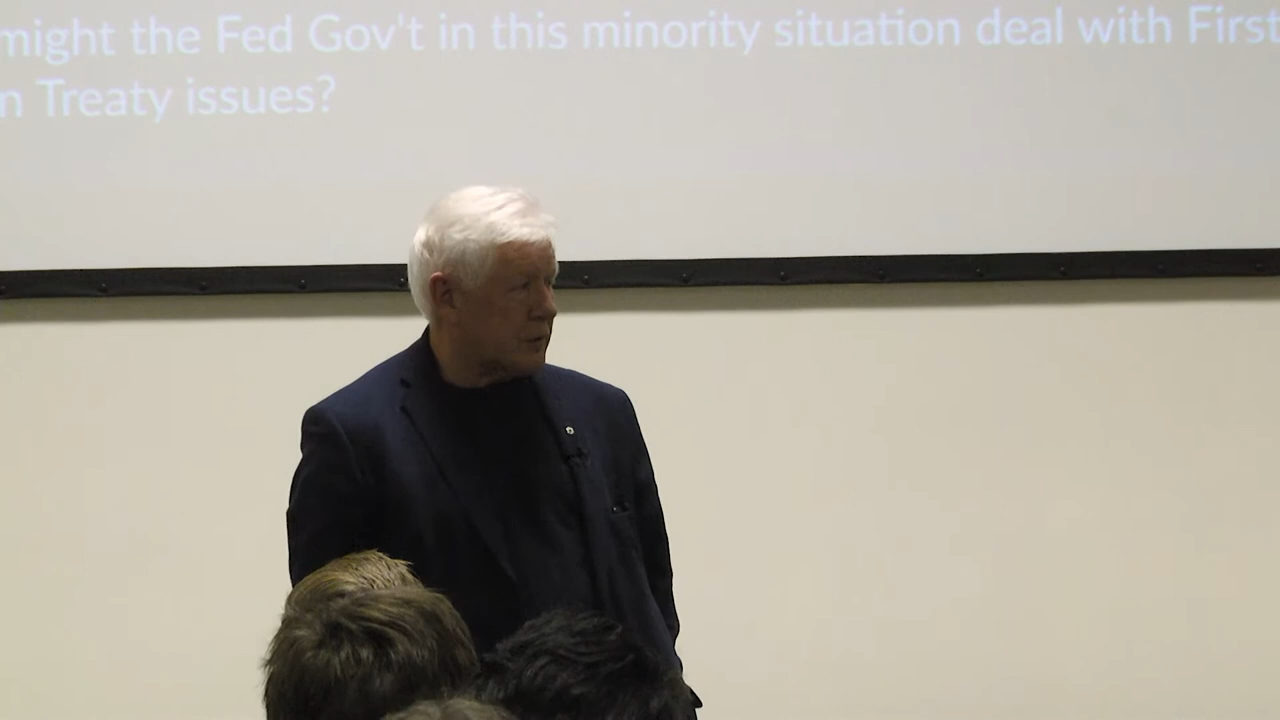 might the Fed Gov't in this minority situation deal with First
n Treaty issues?